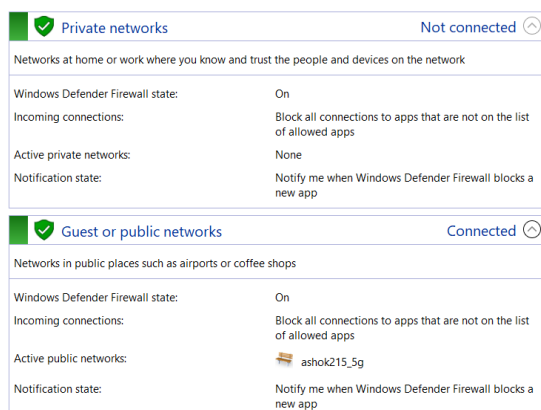 Private networks Not connected
Networks at home or work where you know and trust the people and devices on the network
Windows Defender Firewall state: On
Incoming connections: Block all connections to apps that are not on the list
of allowed apps
Active private networks: None
Notification state: Notify me when Windows Defender Firewall blocks a
new app
Guest or public networks Connected
Networks in public places such as airports or coffee shops
Windows Defender Firewall state: On
Incoming connections: Block all connections to apps that are not on the list
of allowed apps
Active public networks: ashok215_5g
Notification state: Notify me when Windows Defender Firewall blocks a
new app